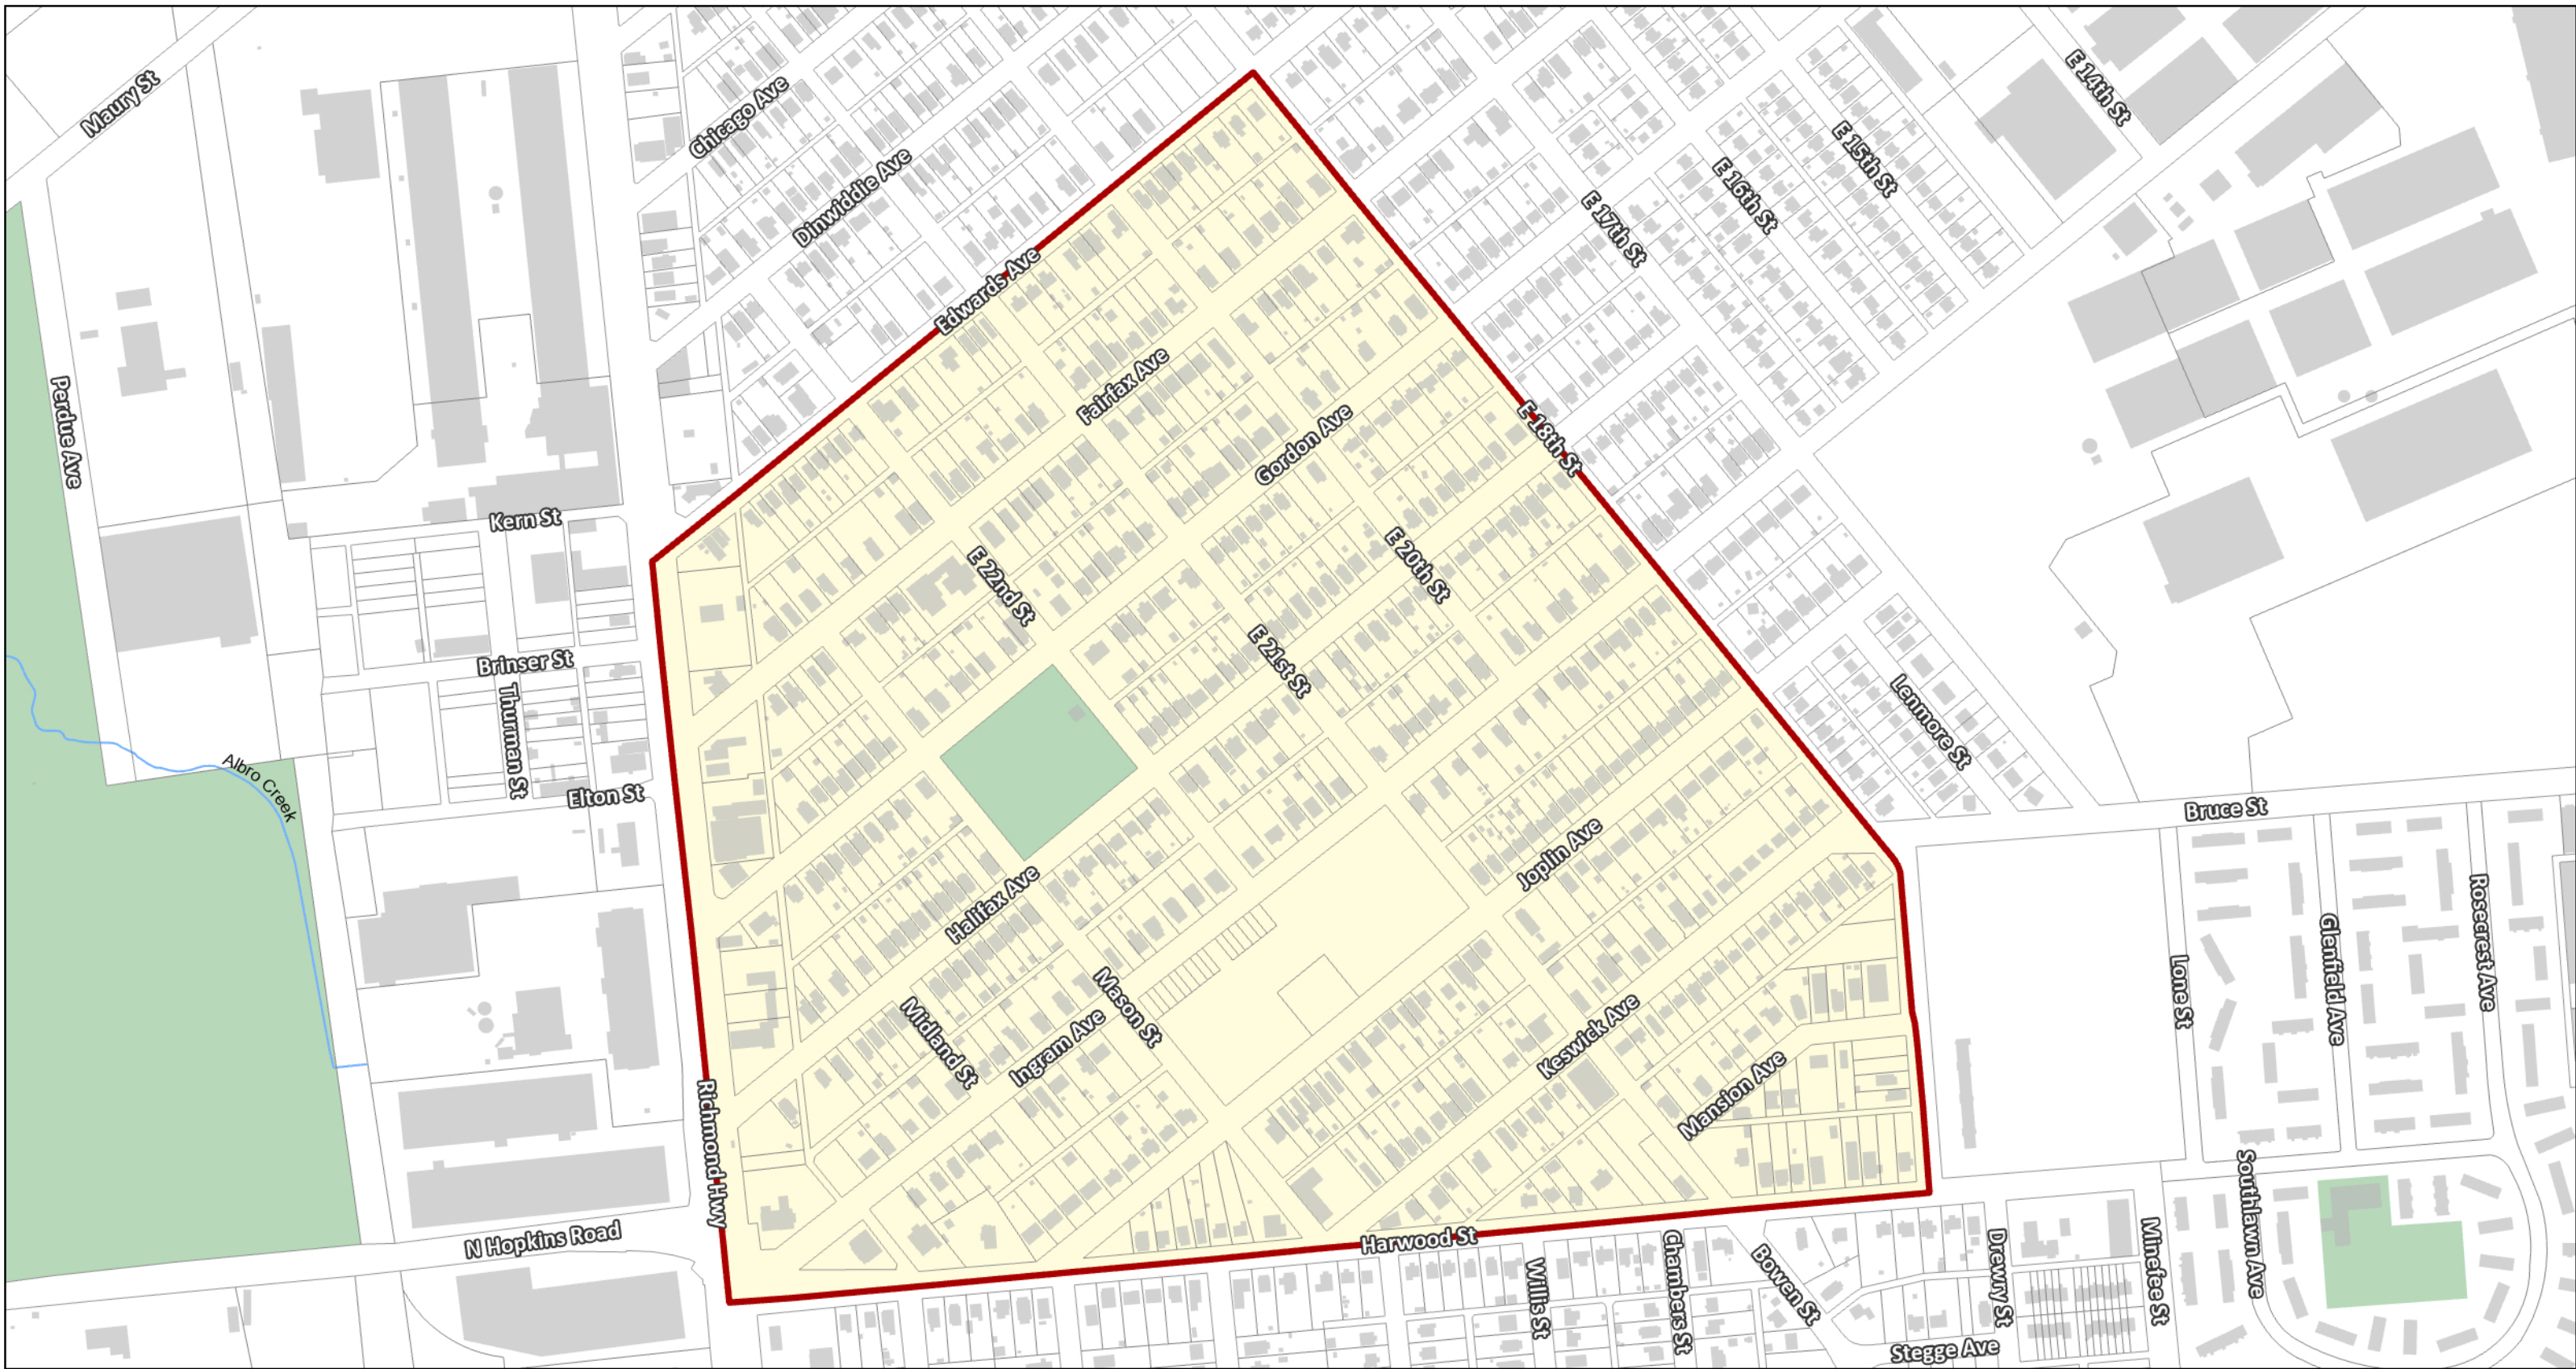 Maury St
Chicago Ave
E 14th St
E 15th St
Dinwiddie Ave
E 16th St
E 17th St
Edwards Ave
Fairfax Ave
Perdue Ave
Gordon Ave
E 18th St
Kern St
E 22nd St
E 20th St
Brinser St
E 21st St
Thurman St
Lenmore St
Albro Creek
Elton St
Bruce St
Joplin Ave
Halifax Ave
Rosecrest Ave
Glenfield Ave
Lone St
Mason St
Midland St
Ingram Ave
Keswick Ave
Mansion Ave
Richmond Hwy
N Hopkins Road
Harwood St
Southlawn Ave
Willis St
Chambers St
Bowen St
Drewry St
Minefee St
Stegge Ave